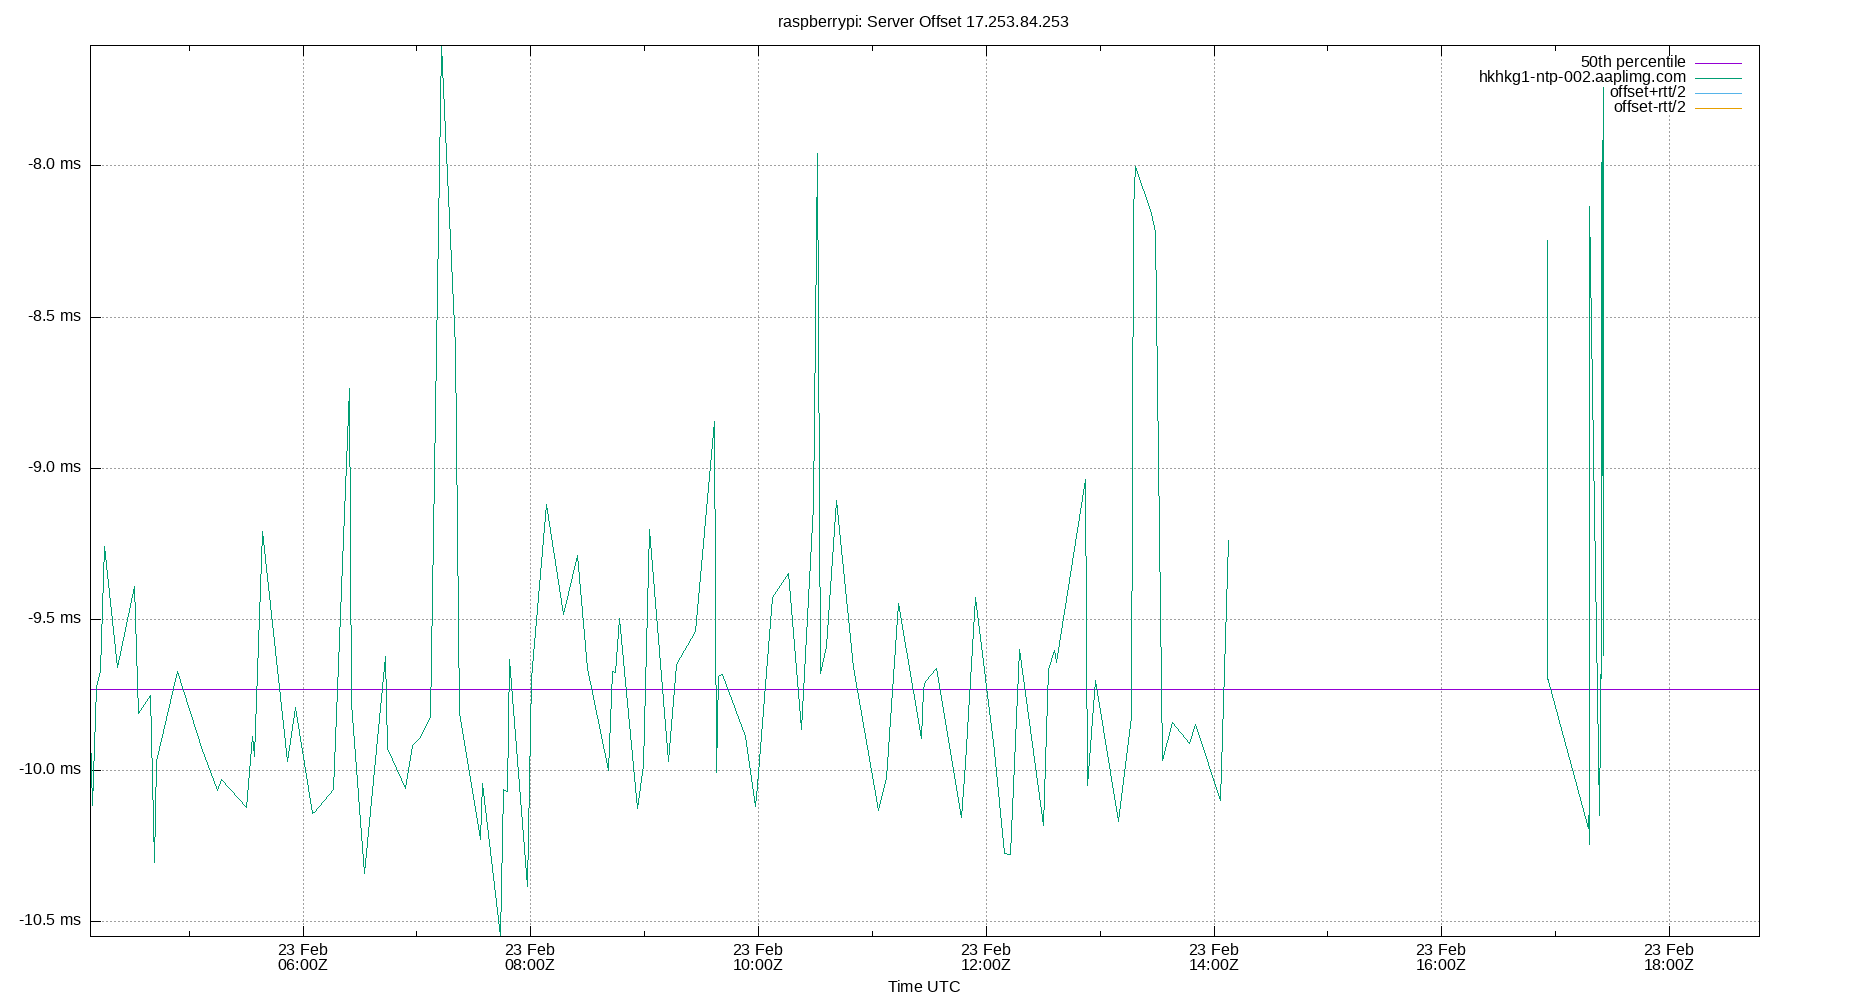 raspberrypi: Server Offset 17.253.84.253
50th percentile
hkhkg1-ntp-002.aaplimg.com
offset+rtt/2
offset-rtt/2
-8.0 ms
-8.5 ms
-9.0 ms
-9.5 ms
-10.0 ms
-10.5 ms
23 Feb 23 Feb 23 Feb 23 Feb 23 Feb 23 Feb 23 Feb
06:00Z 08:00Z 10:00Z 12:00Z 14:00Z 16:00Z 18:00Z
Time UTC